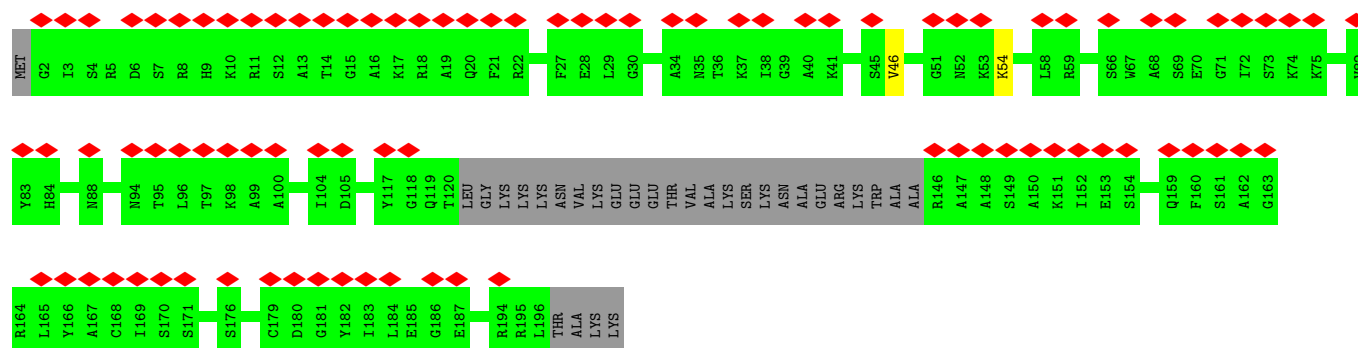 MET G2 I3 S4 R5 D6 S7 R8 H9 K10 R11 S12 A13 T14 G15 A16 K17 R18 A19 Q20 F21 R22 F27 E28 L29 G30 A34 N35 T36 K37 I38 G39 A40 K41 S45 V46 G51 N52 K53 K54 L58 R59 S66 W67 A68 S69 E70 G71 I72 S73 K74 K75
Y83 H84 N88 N94 T95 L96 T97 K98 A99 A100 I104 D105 Y117 G118 Q119 T120 LEU GLY LYS LYS LYS ASN VAL LYS GLU GLU GLU THR VAL ALA LYS SER LYS ASN ALA GLU ARG LYS TRP ALA ALA R146 A147 A148 S149 A150 K151 I152 E153 S154 Q159 F160 S161 A162 G163
R164 L165 Y166 A167 C168 I169 S170 S171 S176 C179 D180 G181 Y182 I183 L184 E185 G186 E187 R194 R195 L196 THR ALA LYS LYS